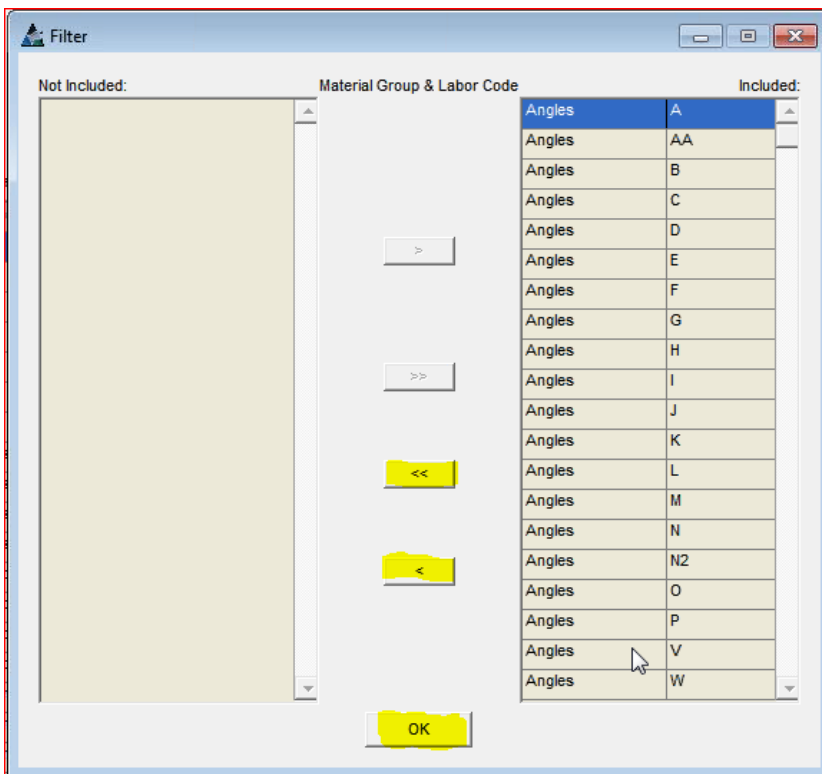 Filter
Not Included: Material Group & Labor Code Included:
Angles A
Angles AA
Angles B
Angles C
Angles D
> Angles E
Angles F
Angles G
Angles H
>> Angles I
Angles J
Angles K
<< Angles L
Angles M
Angles N
< Angles N2
Angles O
Angles P
Angles V
Angles W
OK